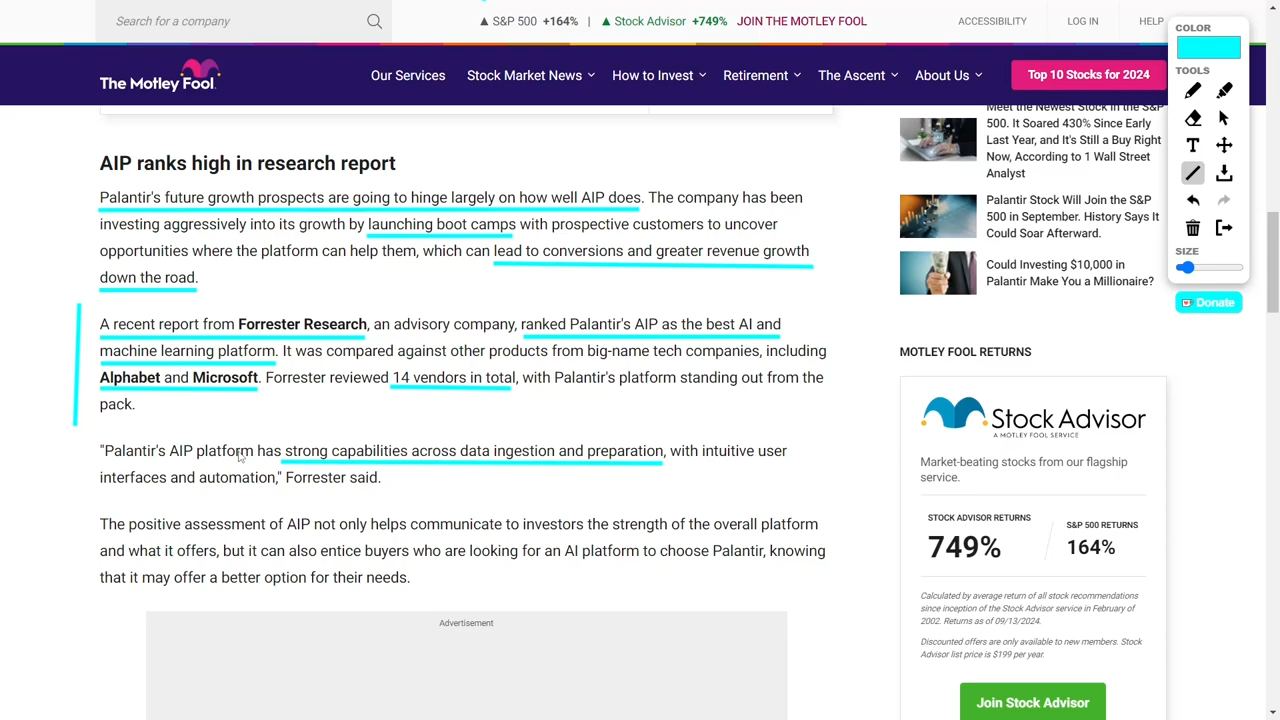 Search for a company
▲ S&P 500 +164% | ▲ Stock Advisor +749% JOIN THE MOTLEY FOOL
ACCESSIBILITY
LOG IN
HELP
The Motley Fool
Our Services
Stock Market News
How to Invest
Retirement
The Ascent
About Us
Top 10 Stocks for 2024
AIP ranks high in research report
Palantir's future growth prospects are going to hinge largely on how well AIP does. The company has been
investing aggressively into its growth by launching boot camps with prospective customers to uncover
opportunities where the platform can help them, which can lead to conversions and greater revenue growth
down the road.
A recent report from Forrester Research, an advisory company, ranked Palantir's AIP as the best AI and
machine learning platform. It was compared against other products from big-name tech companies, including
Alphabet and Microsoft. Forrester reviewed 14 vendors in total, with Palantir's platform standing out from the
pack.
"Palantir's AIP platform has strong capabilities across data ingestion and preparation, with intuitive user
interfaces and automation," Forrester said.
The positive assessment of AIP not only helps communicate to investors the strength of the overall platform
and what it offers, but it can also entice buyers who are looking for an AI platform to choose Palantir, knowing
that it may offer a better option for their needs.
Advertisement
Meet the Newest Stock in the S&P
500. It Soared 430% Since Early
Last Year, and It's Still a Buy Right
Now, According to 1 Wall Street
Analyst
Palantir Stock Will Join the S&P
500 in September. History Says It
Could Soar Afterward.
Could Investing $10,000 in
Palantir Make You a Millionaire?
MOTLEY FOOL RETURNS
Stock Advisor
A MOTLEY FOOL SERVICE
Market-beating stocks from our flagship
service.
STOCK ADVISOR RETURNS
749%
S&P 500 RETURNS
164%
Calculated by average return of all stock recommendations
since inception of the Stock Advisor service in February of
2002. Returns as of 09/13/2024.
Discounted offers are only available to new members. Stock
Advisor list price is $199 per year.
Join Stock Advisor
COLOR
TOOLS
T
SIZE
Donate